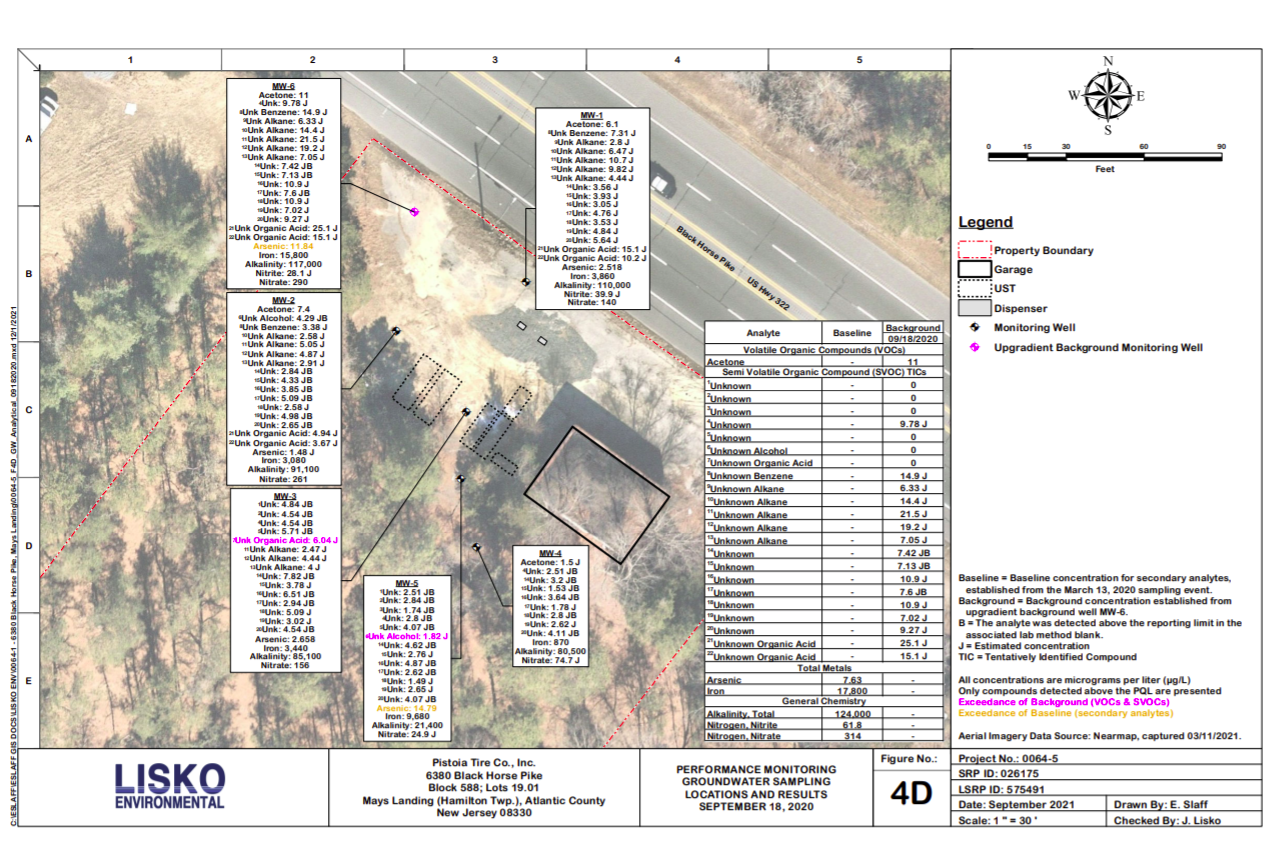 1 2 3 4 5
A
B
C
D
E
MW-6
Acetone: 11
4Unk: 9.78 J
8Unk Benzene: 14.9 J
9Unk Alkane: 6.33 J
10Unk Alkane: 14.4 J
11Unk Alkane: 21.5 J
12Unk Alkane: 19.2 J
13Unk Alkane: 7.05 J
14Unk: 7.42 JB
15Unk: 7.13 JB
16Unk: 10.9 J
17Unk: 7.6 JB
18Unk: 10.9 J
19Unk: 7.02 J
20Unk: 9.27 J
21Unk Organic Acid: 25.1 J
22Unk Organic Acid: 15.1 J
Arsenic: 11.84
Iron: 15,800
Alkalinity: 117,000
Nitrite: 28.1 J
Nitrate: 290
MW-1
Acetone: 6.1
8Unk Benzene: 7.31 J
9Unk Alkane: 2.8 J
10Unk Alkane: 6.47 J
11Unk Alkane: 10.7 J
12Unk Alkane: 9.82 J
13Unk Alkane: 4.44 J
14Unk: 3.56 J
15Unk: 3.93 J
16Unk: 3.05 J
17Unk: 4.76 J
18Unk: 3.53 J
19Unk: 4.84 J
20Unk: 5.64 J
21Unk Organic Acid: 15.1 J
22Unk Organic Acid: 10.2 J
Arsenic: 2.518
Iron: 3,860
Alkalinity: 110,000
Nitrite: 39.9 J
Nitrate: 140
Black Horse Pike
US Hwy 322
MW-2
Acetone: 7.4
6Unk Alcohol: 4.29 JB
8Unk Benzene: 3.38 J
10Unk Alkane: 2.58 J
11Unk Alkane: 5.05 J
12Unk Alkane: 4.87 J
13Unk Alkane: 2.91 J
14Unk: 2.84 JB
15Unk: 4.33 JB
16Unk: 3.85 JB
17Unk: 5.09 JB
18Unk: 2.58 J
19Unk: 4.98 JB
20Unk: 2.65 JB
21Unk Organic Acid: 4.94 J
22Unk Organic Acid: 3.67 J
Arsenic: 1.48 J
Iron: 3,080
Alkalinity: 91,100
Nitrate: 261
MW-3
1Unk: 4.84 JB
Unk: 4.54 JB
4Unk: 4.54 JB
5Unk: 5.71 JB
7Unk Organic Acid: 6.04 J
11Unk Alkane: 2.47 J
12Unk Alkane: 4.44 J
13Unk Alkane: 4 J
14Unk: 7.82 JB
15Unk: 3.78 J
16Unk: 6.51 JB
17Unk: 2.94 JB
18Unk: 5.09 J
19Unk: 3.02 J
20Unk: 4.54 JB
Arsenic: 2.658
Iron: 3,440
Alkalinity: 85,100
Nitrate: 156
MW-5
1Unk: 2.51 JB
2Unk: 2.84 JB
3Unk: 1.74 JB
4Unk: 2.8 JB
5Unk: 4.07 JB
6Unk Alcohol: 1.82 J
14Unk: 4.62 JB
15Unk: 2.76 J
16Unk: 4.87 JB
17Unk: 2.62 JB
18Unk: 1.49 J
19Unk: 2.65 J
20Unk: 4.07 JB
Arsenic: 14.79
Iron: 9,680
Alkalinity: 21,400
Nitrate: 24.9 J
MW-4
Acetone: 1.5 J
4Unk: 2.51 JB
14Unk: 3.2 JB
15Unk: 1.53 JB
16Unk: 3.64 JB
17Unk: 1.78 J
18Unk: 2.8 JB
19Unk: 2.62 J
20Unk: 4.11 JB
Iron: 870
Alkalinity: 80,500
Nitrate: 74.7 J
Analyte Baseline Background
09/18/2020
Volatile Organic Compounds (VOCs)
Acetone - 11
Semi Volatile Organic Compound (SVOC) TICs
1Unknown - 0
2Unknown - 0
3Unknown - 0
4Unknown - 9.78 J
5Unknown - 0
6Unknown Alcohol - 0
7Unknown Organic Acid - 0
8Unknown Benzene - 14.9 J
9Unknown Alkane - 6.33 J
10Unknown Alkane - 14.4 J
11Unknown Alkane - 21.5 J
12Unknown Alkane - 19.2 J
13Unknown Alkane - 7.05 J
14Unknown - 7.42 JB
15Unknown - 7.13 JB
16Unknown - 10.9 J
17Unknown - 7.6 JB
18Unknown - 10.9 J
19Unknown - 7.02 J
20Unknown - 9.27 J
21Unknown Organic Acid - 25.1 J
22Unknown Organic Acid - 15.1 J
Total Metals
Arsenic 7.63 -
Iron 17,800 -
General Chemistry
Alkalinity, Total 124,000 -
Nitrogen, Nitrite 61.8 -
Nitrogen, Nitrate 314 -
N
W E
S
0 15 30 60 90
Feet
Legend
Property Boundary
Garage
UST
Dispenser
Monitoring Well
Upgradient Background Monitoring Well
Baseline = Baseline concentration for secondary analytes,
established from the March 13, 2020 sampling event.
Background = Background concentration established from
upgradient background well MW-6.
B = The analyte was detected above the reporting limit in the
associated lab method blank.
J = Estimated concentration
TIC = Tentatively Identified Compound
All concentrations are micrograms per liter (µg/L)
Only compounds detected above the PQL are presented
Exceedance of Background (VOCs & SVOCs)
Exceedance of Baseline (secondary analytes)
Aerial Imagery Data Source: Nearmap, captured 03/11/2021.
C:\ESLAFF\ESLAFF GIS DOCS\LISKO ENV\0064-1 - 6380 Black Horse Pike, Mays Landing\0064-5 F4D_GW_Analytical_09182020.mxd 12/1/2021
LISKO
ENVIRONMENTAL
Pistoia Tire Co., Inc.
6380 Black Horse Pike
Block 588; Lots 19.01
Mays Landing (Hamilton Twp.), Atlantic County
New Jersey 08330
PERFORMANCE MONITORING
GROUNDWATER SAMPLING
LOCATIONS AND RESULTS
SEPTEMBER 18, 2020
Figure No.:
4D
Project No.: 0064-5
SRP ID: 026175
LSRP ID: 575491
Date: September 2021 Drawn By: E. Slaff
Scale: 1 " = 30 ' Checked By: J. Lisko